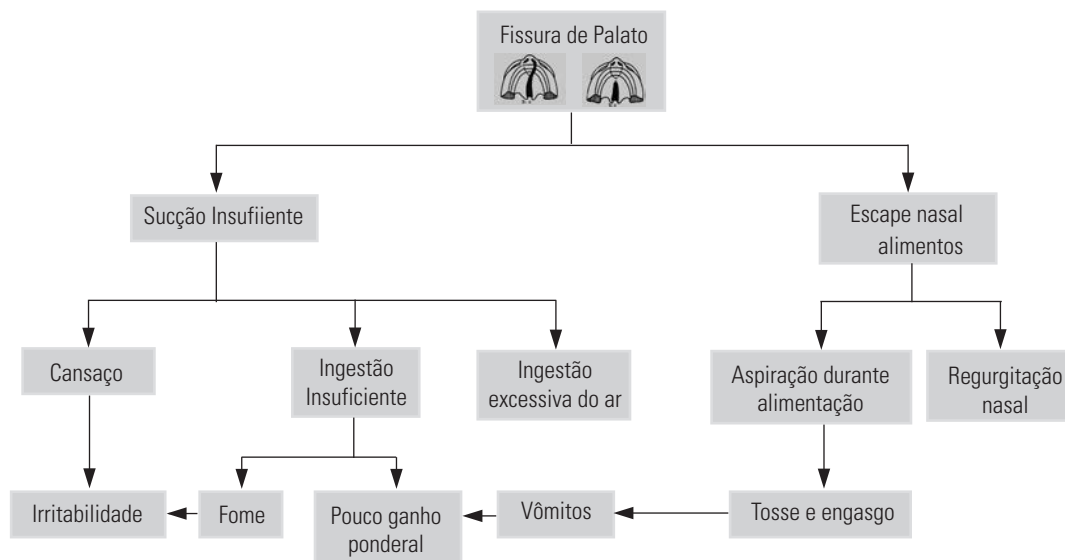 Fissura de Palato
Sucção Insufiiente
Escape nasal
alimentos
Cansaço
Ingestão
Insuficiente
Ingestão
excessiva do ar
Aspiração durante
alimentação
Regurgitação
nasal
Irritabilidade
Fome
Pouco ganho
ponderal
Vômitos
Tosse e engasgo